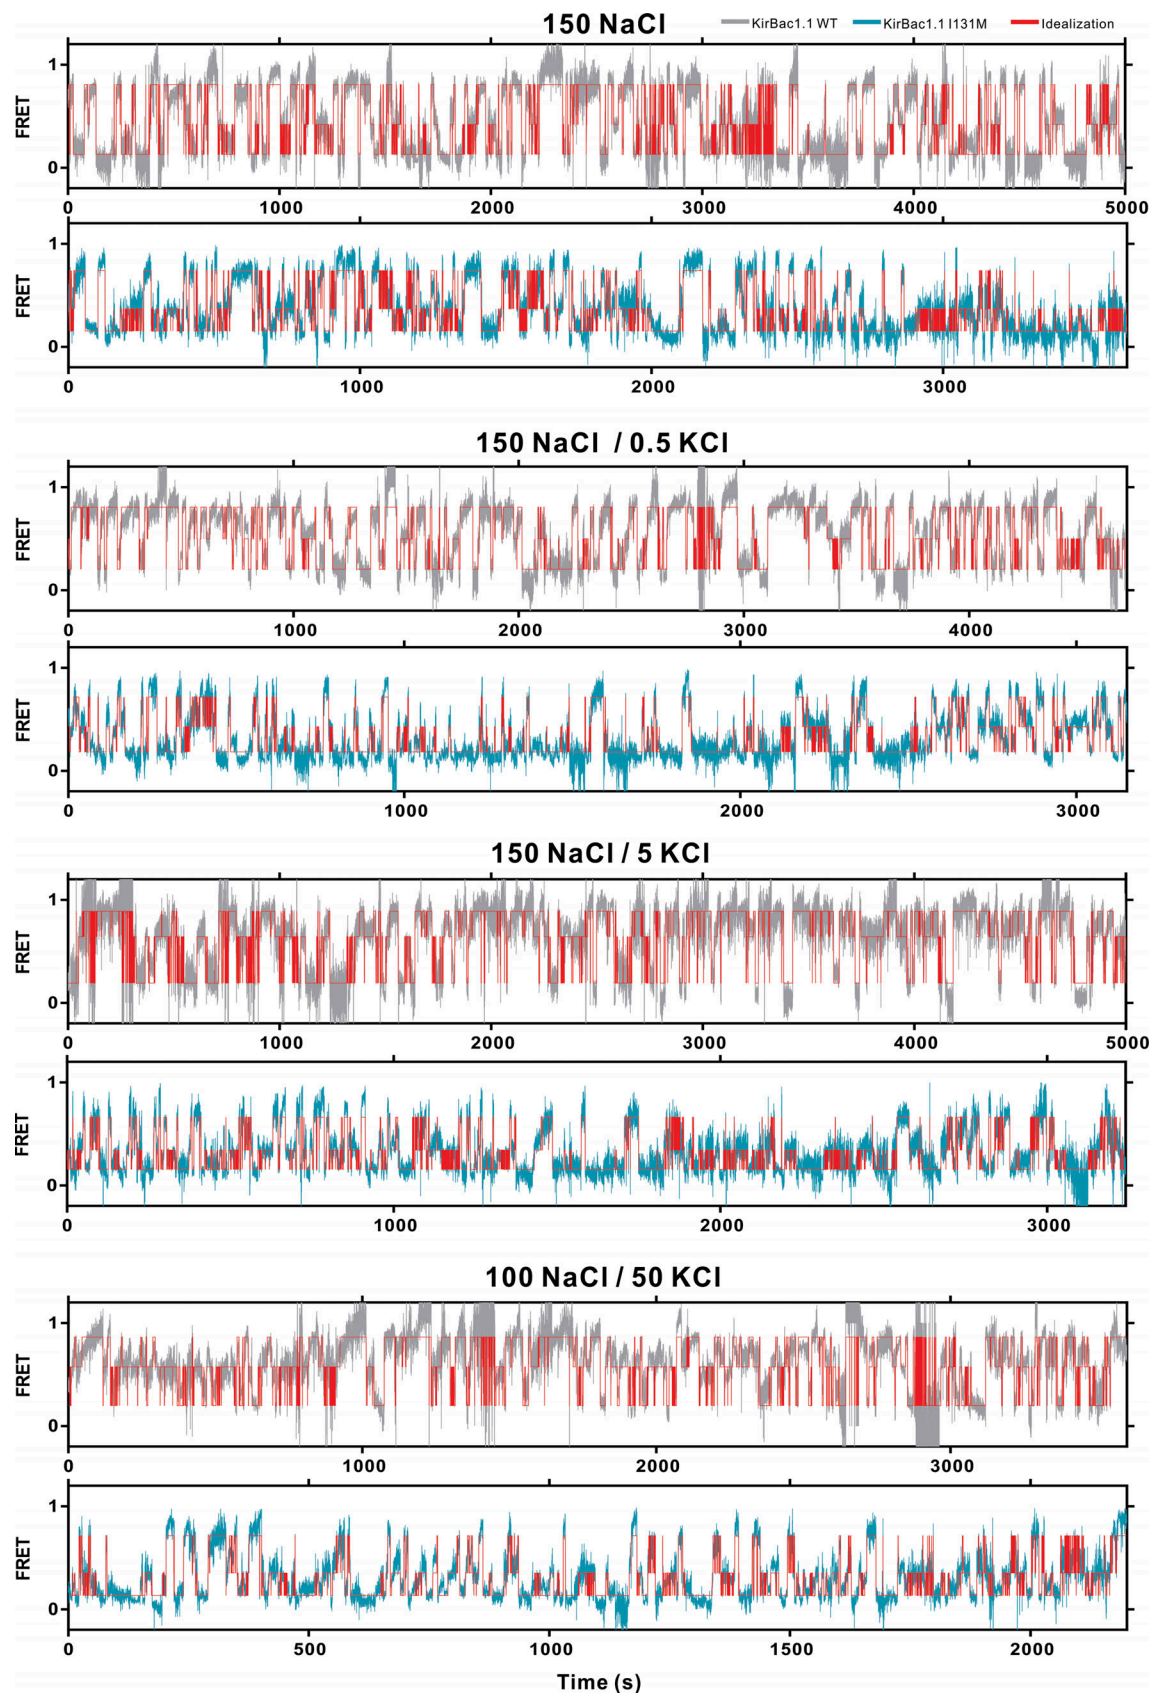 150 NaCl
KirBac1.1 WT KirBac1.1 I131M Idealization
FRET
1
0
0 1000 2000 3000 4000 5000
FRET
1
0
0 1000 2000 3000
150 NaCl / 0.5 KCl
FRET
1
0
0 1000 2000 3000 4000
FRET
1
0
0 1000 2000 3000
150 NaCl / 5 KCl
FRET
1
0
0 1000 2000 3000 4000 5000
FRET
1
0
0 1000 2000 3000
100 NaCl / 50 KCl
FRET
1
0
0 1000 2000 3000
FRET
1
0
0 500 1000 1500 2000
Time (s)